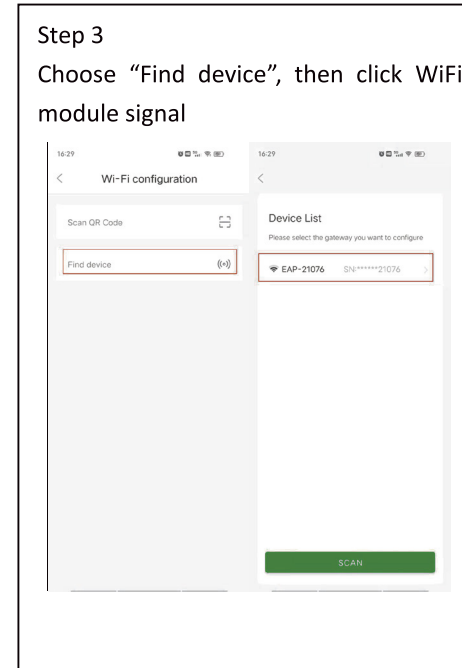 Step 3
Choose “Find device”, then click WiFi
module signal
16:29
Wi-Fi configuration
Scan QR Code
Find device
16:29
Device List
Please select the gateway you want to configure
EAP-21076 SN:******21076
SCAN